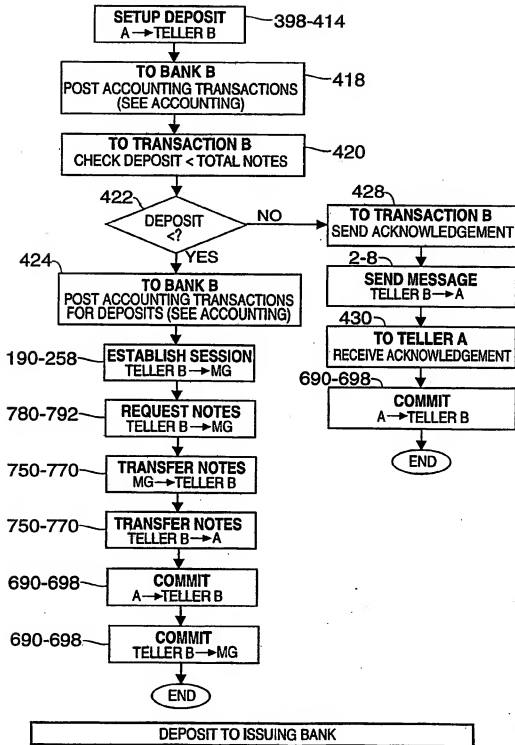 SETUP DEPOSIT
A→TELLER B
398-414
TO BANK B
POST ACCOUNTING TRANSACTIONS
(SEE ACCOUNTING)
418
TO TRANSACTION B
CHECK DEPOSIT < TOTAL NOTES
420
422
DEPOSIT
<?
NO
YES
428
TO TRANSACTION B
SEND ACKNOWLEDGEMENT
2-8
SEND MESSAGE
TELLER B→A
430
TO TELLER A
RECEIVE ACKNOWLEDGEMENT
690-698
COMMIT
A→TELLER B
END
424
TO BANK B
POST ACCOUNTING TRANSACTIONS
FOR DEPOSITS (SEE ACCOUNTING)
190-258
ESTABLISH SESSION
TELLER B→MG
780-792
REQUEST NOTES
TELLER B→MG
750-770
TRANSFER NOTES
MG→TELLER B
750-770
TRANSFER NOTES
TELLER B→A
690-698
COMMIT
A→TELLER B
690-698
COMMIT
TELLER B→MG
END
DEPOSIT TO ISSUING BANK